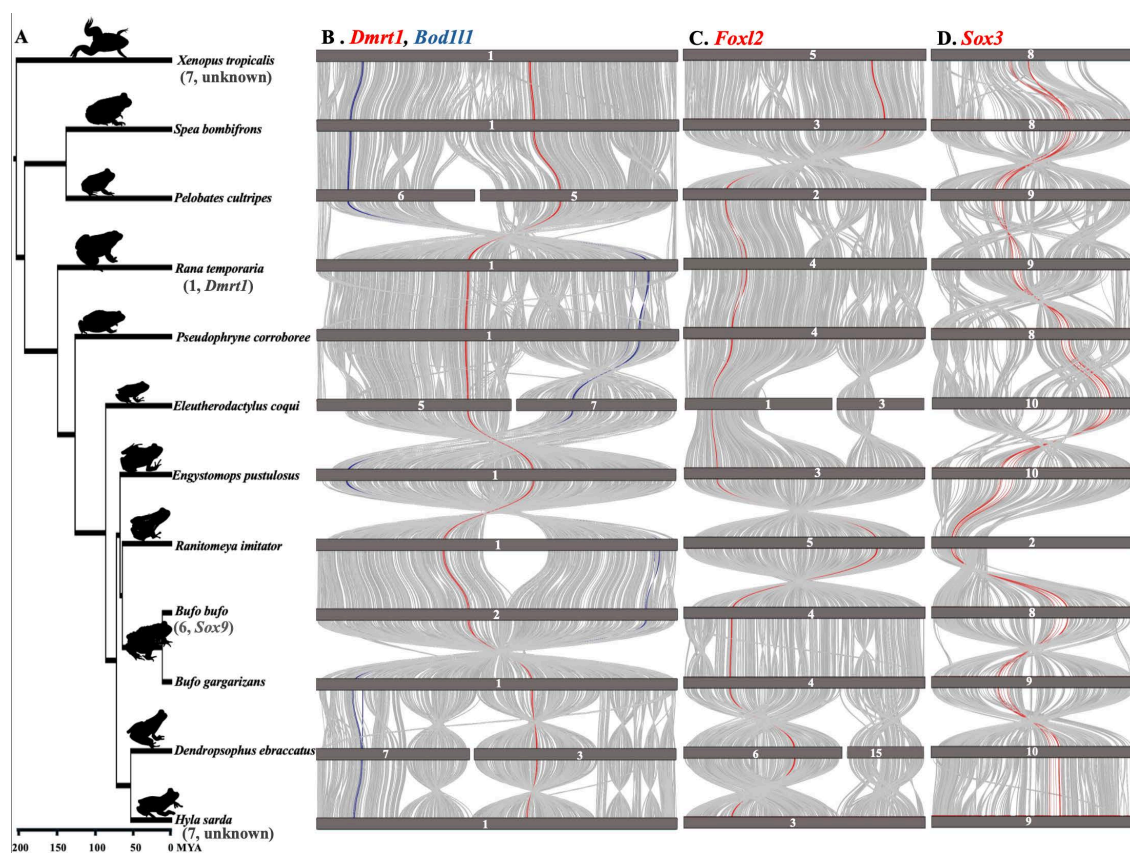 A
B . Dmrt1, Bod1l1
C. Foxl2
D. Sox3
Xenopus tropicalis
(7, unknown)
1
5
8
Spea bombifrons
1
3
8
Pelobates cultripes
6
5
2
9
Rana temporaria
(1, Dmrt1)
1
4
9
Pseudophryne corroboree
1
4
8
Eleutherodactylus coqui
5
7
1
3
10
Engystomops pustulosus
1
3
10
Ranitomeya imitator
1
5
2
Bufo bufo
(6, Sox9)
2
4
8
Bufo gargarizans
1
4
9
Dendropsophus ebraccatus
7
3
6
15
10
Hyla sarda
(7, unknown)
1
3
9
200 150 100 50 0 MYA